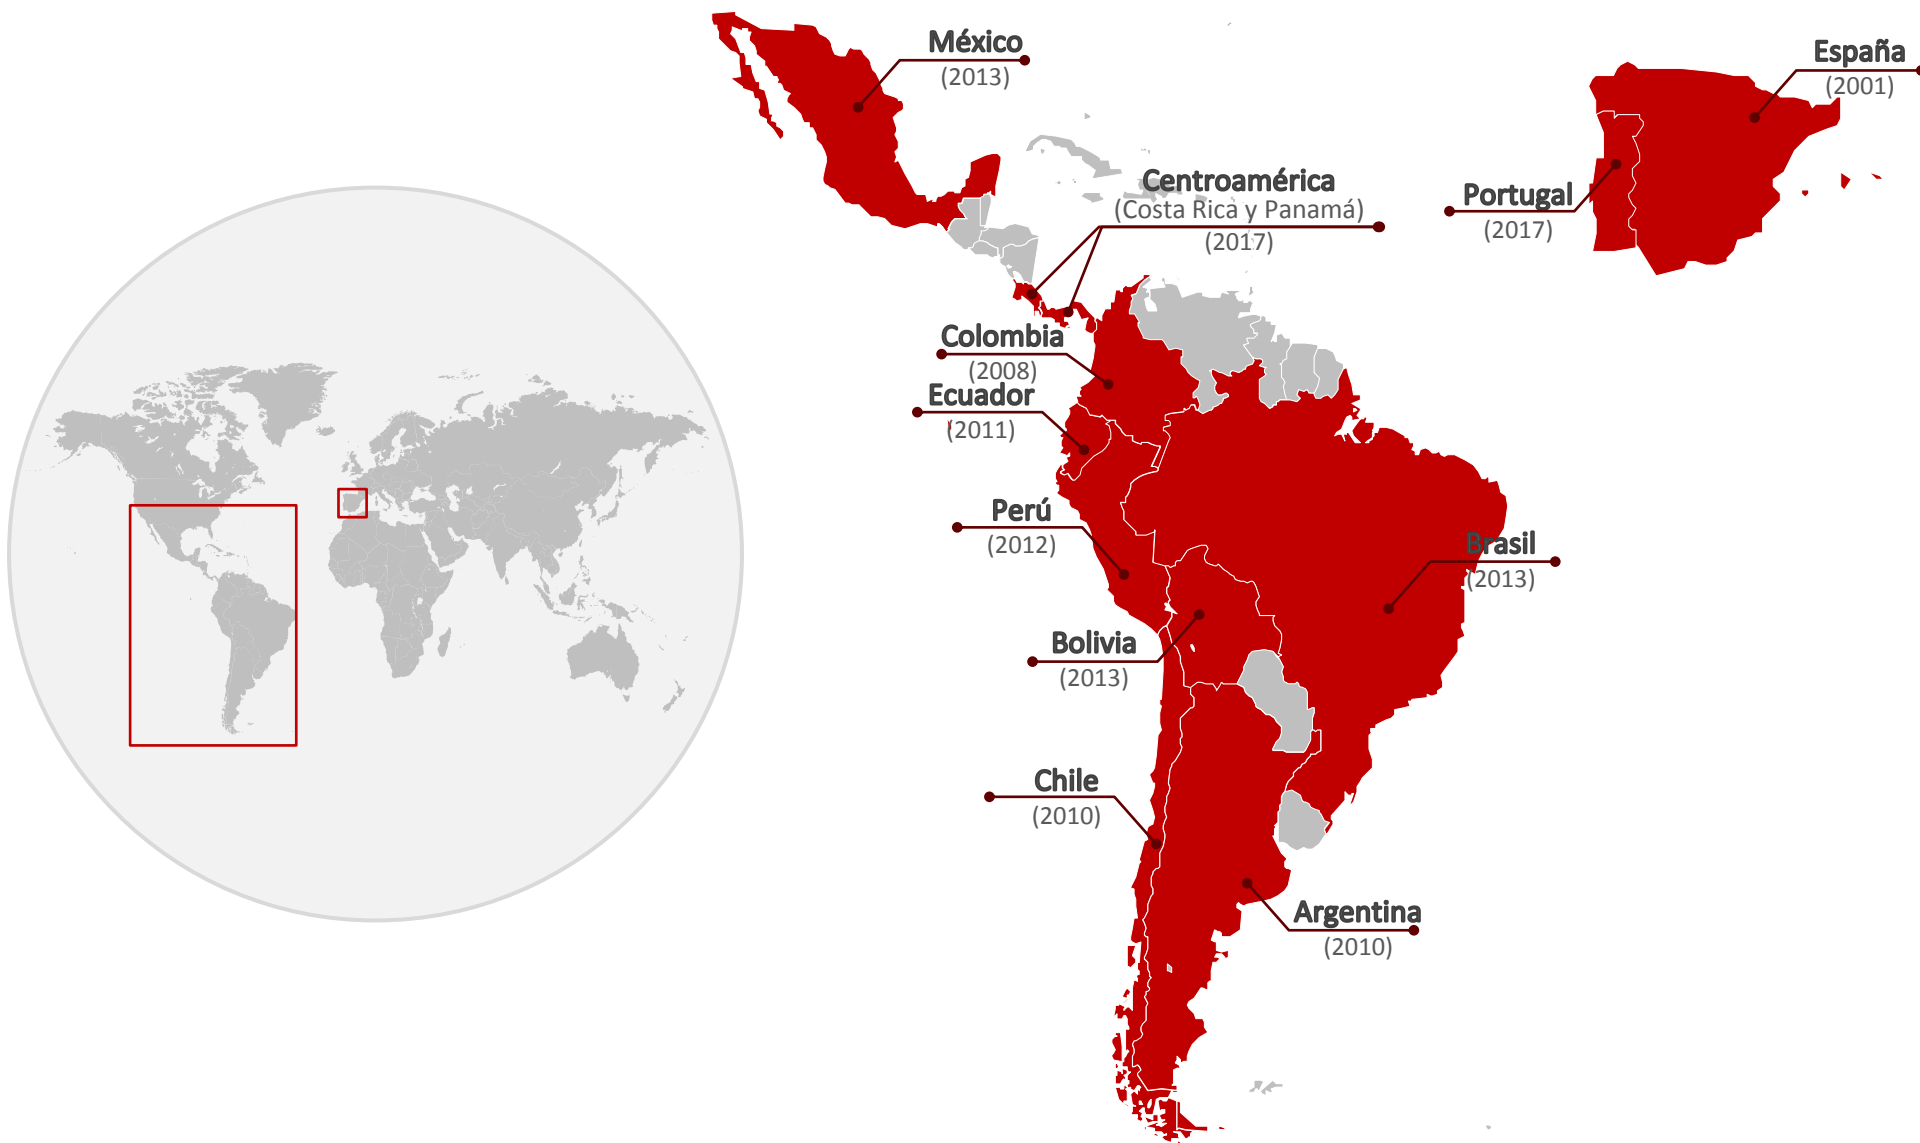 México
(2013)
España
(2001)
Centroamérica
(Costa Rica y Panamá)
(2017)
Portugal
(2017)
Colombia
(2008)
Ecuador
(2011)
Perú
(2012)
Brasil
(2013)
Bolivia
(2013)
Chile
(2010)
Argentina
(2010)